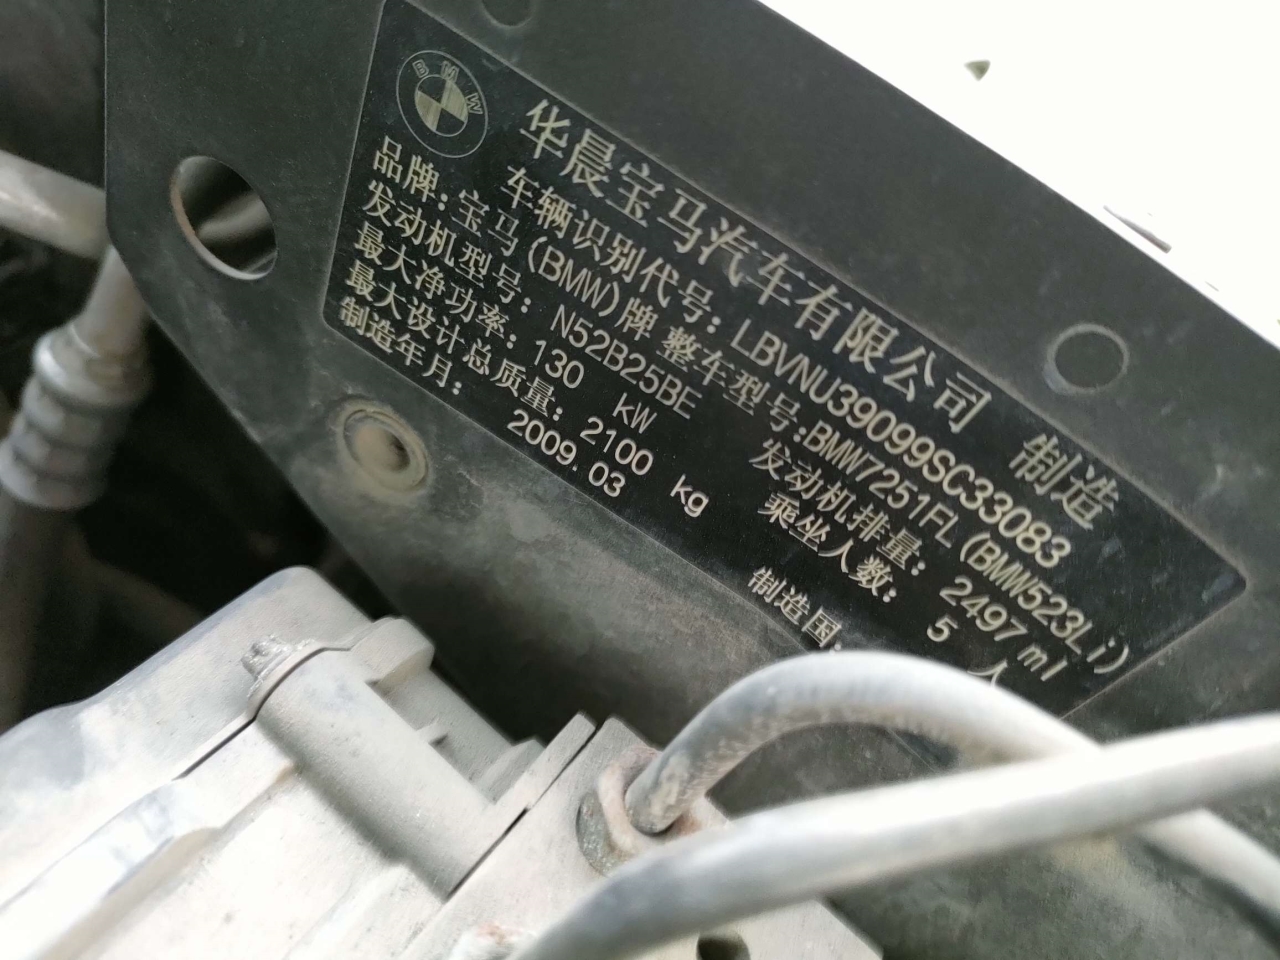 BMW
华晨宝马汽车有限公司 制造
车辆识别代号: LBVNU39099SC33083
品牌: 宝马(BMW)牌 整车型号:BMW7251FL(BMW523Li)
发动机型号: N52B25BE 发动机排量: 2497ml
最大净功率: 130 kW 乘坐人数: 5 人
最大设计总质量: 2100 kg
制造年月: 2009.03 制造国: